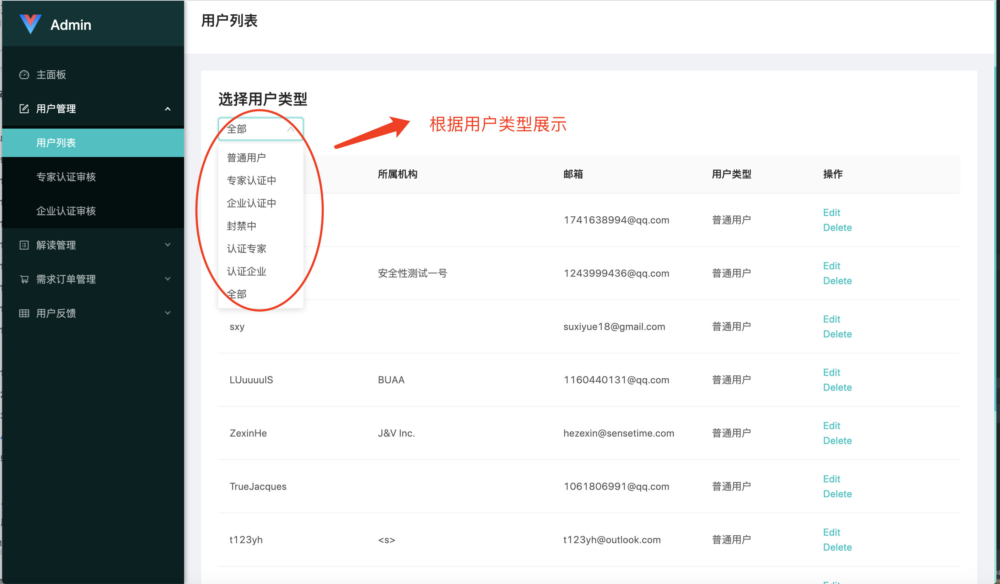 Admin
主面板
用户管理
用户列表
专家认证审核
企业认证审核
解读管理
需求订单管理
用户反馈
用户列表
选择用户类型
全部
根据用户类型展示
普通用户
专家认证中
企业认证中
封禁中
认证专家
认证企业
全部
所属机构 邮箱 用户类型 操作
1741638994@qq.com 普通用户 Edit
Delete
安全性测试一号 1243999436@qq.com 普通用户 Edit
Delete
sxy suxiyue18@gmail.com 普通用户 Edit
Delete
LUuuuulS BUAA 1160440131@qq.com 普通用户 Edit
Delete
ZexinHe J&V Inc. hezexin@sensetime.com 普通用户 Edit
Delete
TrueJacques 1061806991@qq.com 普通用户 Edit
Delete
t123yh <s> t123yh@outlook.com 普通用户 Edit
Delete